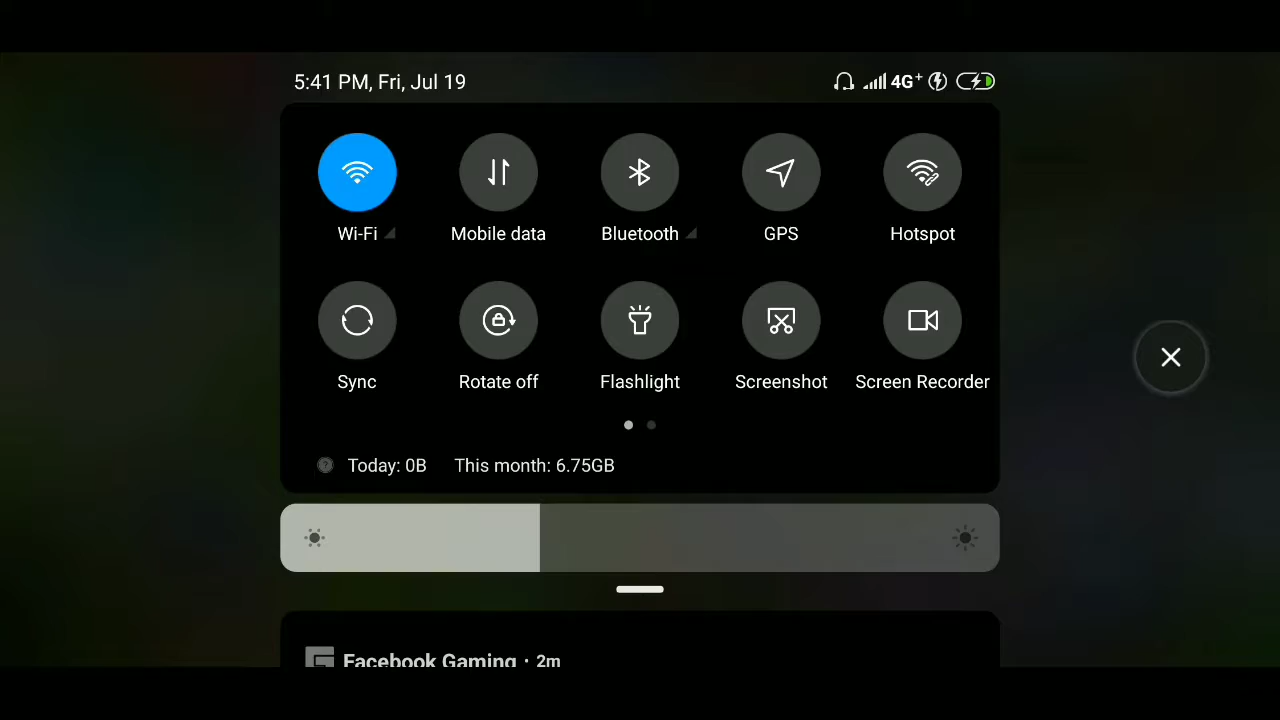 5:41 PM, Fri, Jul 19 4G+
Wi-Fi Mobile data Bluetooth GPS Hotspot
Sync Rotate off Flashlight Screenshot Screen Recorder
Today: 0B This month: 6.75GB
Facebook Gaming · 2m